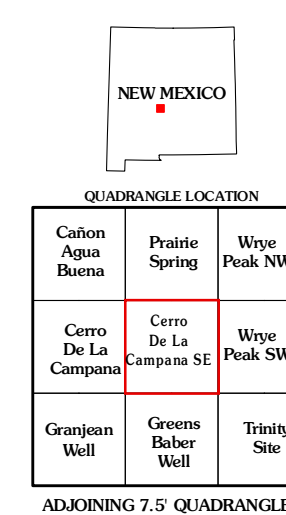 NEW MEXICO
QUADRANGLE LOCATION
Cañon
Agua
Buena
Prairie
Spring
Wrye
Peak NW
Cerro
De La
Campana
Cerro
De La
Campana SE
Wrye
Peak SW
Granjean
Well
Greens
Baber
Well
Trinity
Site
ADJOINING 7.5' QUADRANGLE